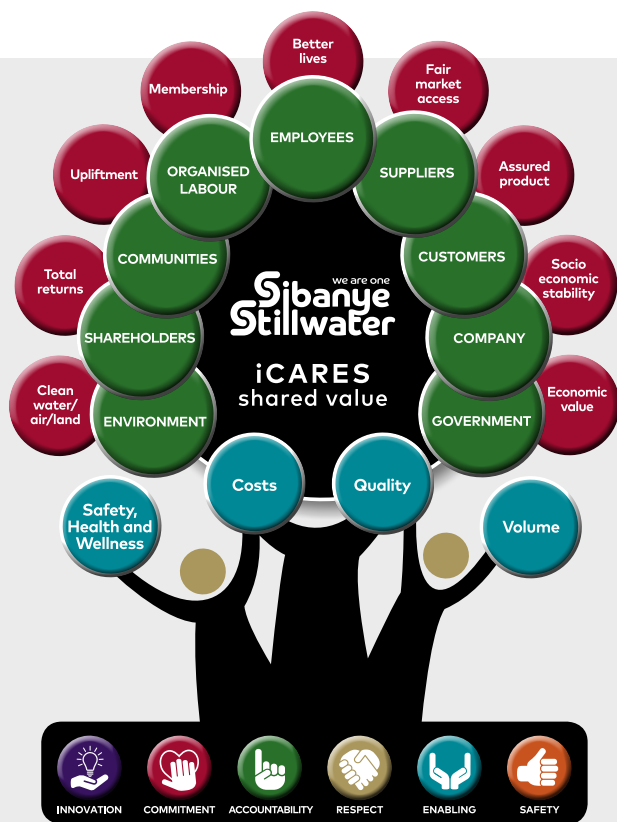 Better
lives
Membership
Fair
market
access
EMPLOYEES
Upliftment
ORGANISED
LABOUR
SUPPLIERS
Assured
product
COMMUNITIES
CUSTOMERS
Total
returns
Socio
economic
stability
we are one
Sibanye
Stillwater
SHAREHOLDERS
COMPANY
iCARES
shared value
Clean
water/
air/land
ENVIRONMENT
GOVERNMENT
Economic
value
Costs
Quality
Safety,
Health and
Wellness
Volume
INNOVATION
COMMITMENT
ACCOUNTABILITY
RESPECT
ENABLING
SAFETY